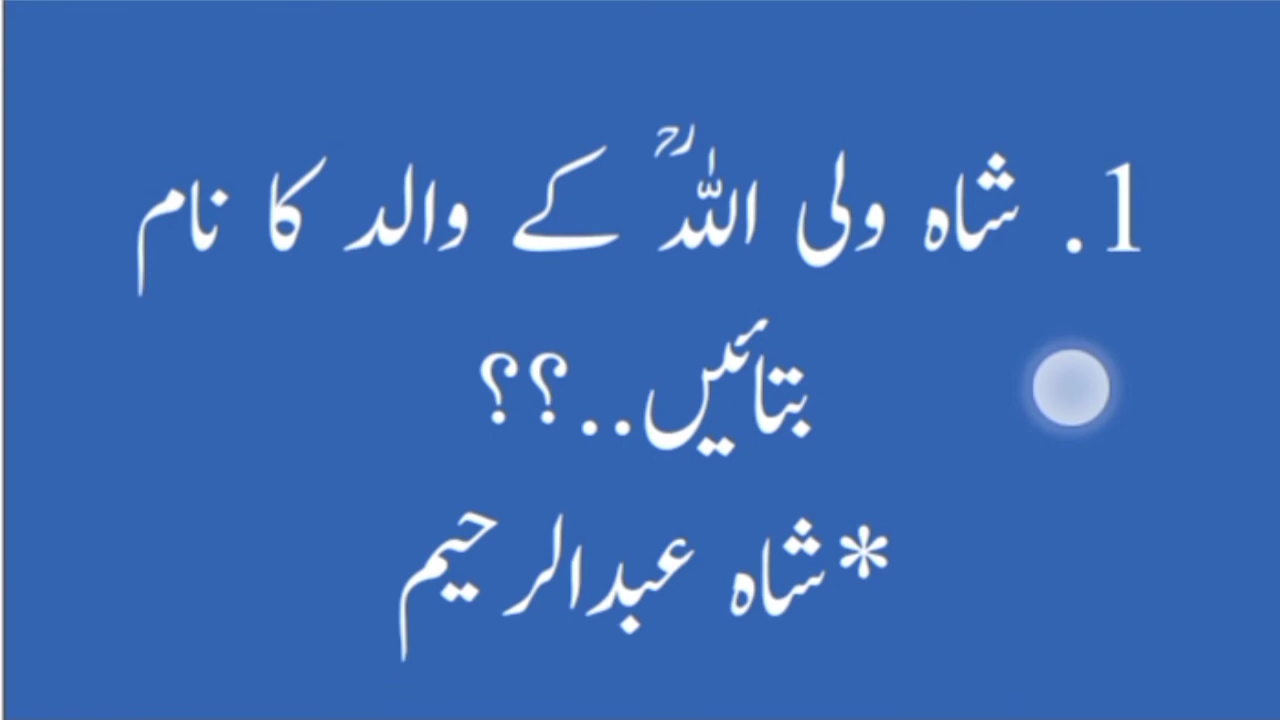 1. شاہ ولی اللہؒ کے والد کا نام
بتائیں..؟؟
*شاہ عبدالرحیم